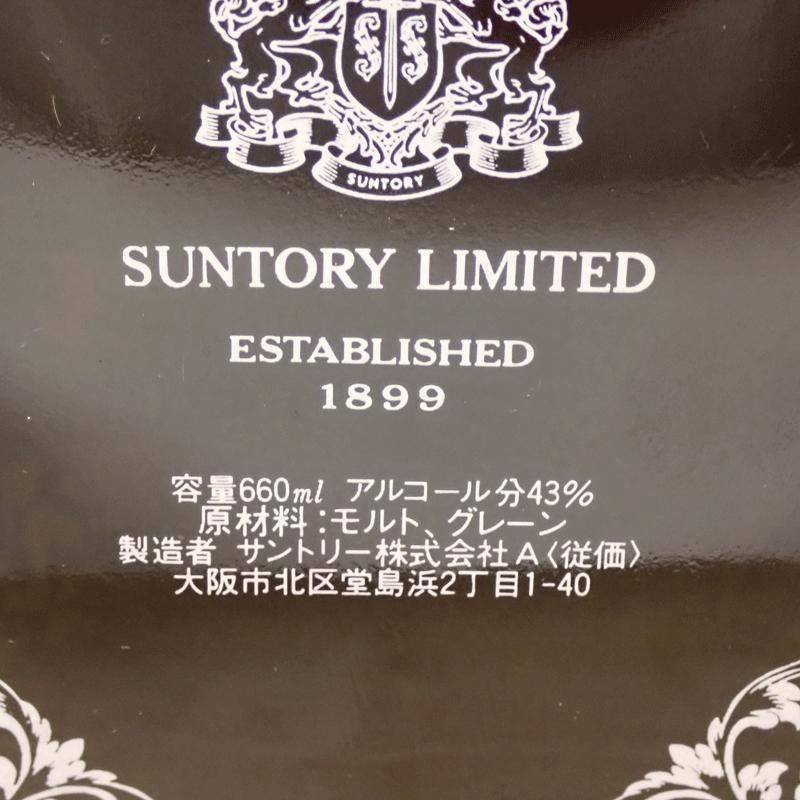 SUNTORY
SUNTORY LIMITED
ESTABLISHED
1899
容量660ml アルコール分43%
原材料:モルト、グレーン
製造者 サントリー株式会社A〈従価〉
大阪市北区堂島浜2丁目1-40